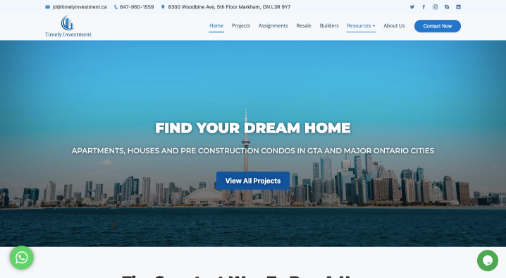 jd@timelyinvestment.ca 647-960-1559 8300 Woodbine Ave, 5th Floor Markham, ON L3R 9Y7
Timely Investment
Home Projects Assignments Resale Builders Resources About Us Contact Now
FIND YOUR DREAM HOME
APARTMENTS, HOUSES AND PRE CONSTRUCTION CONDOS IN GTA AND MAJOR ONTARIO CITIES
View All Projects